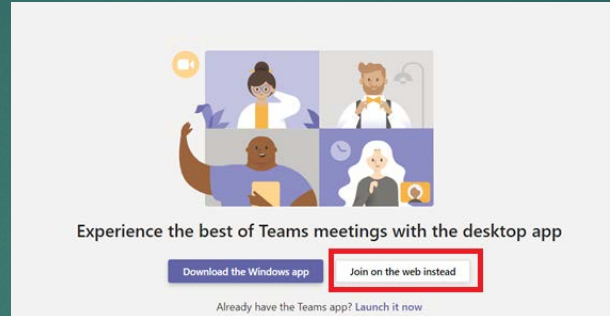 Experience the best of Teams meetings with the desktop app
Download the Windows app
Join on the web instead
Already have the Teams app? Launch it now